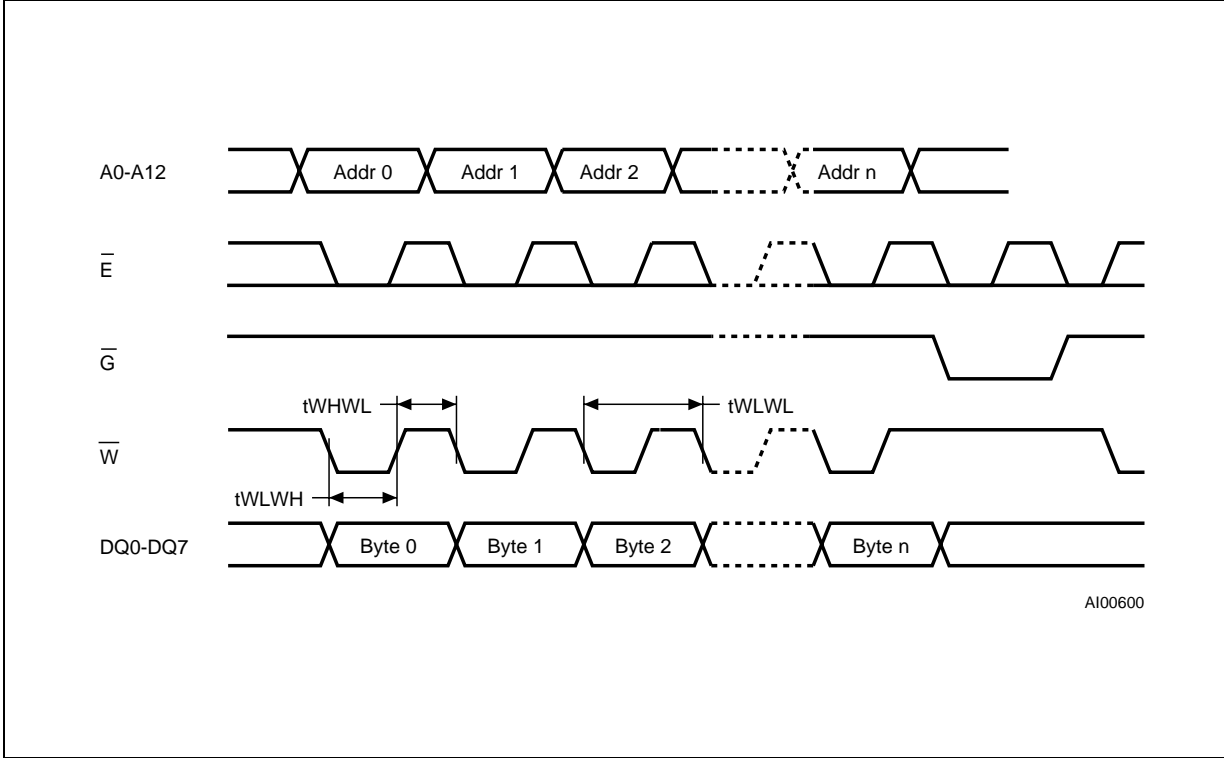 A0-A12
Addr 0
Addr 1
Addr 2
Addr n
E̅
G̅
tWHWL
tWLWL
W̅
tWLWH
DQ0-DQ7
Byte 0
Byte 1
Byte 2
Byte n
AI00600